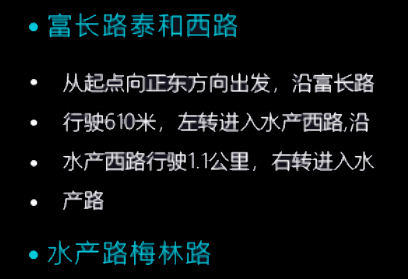 • 富长路泰和西路
• 从起点向正东方向出发，沿富长路
• 行驶610米，左转进入水产西路,沿
• 水产西路行驶1.1公里，右转进入水
• 产路
• 水产路梅林路